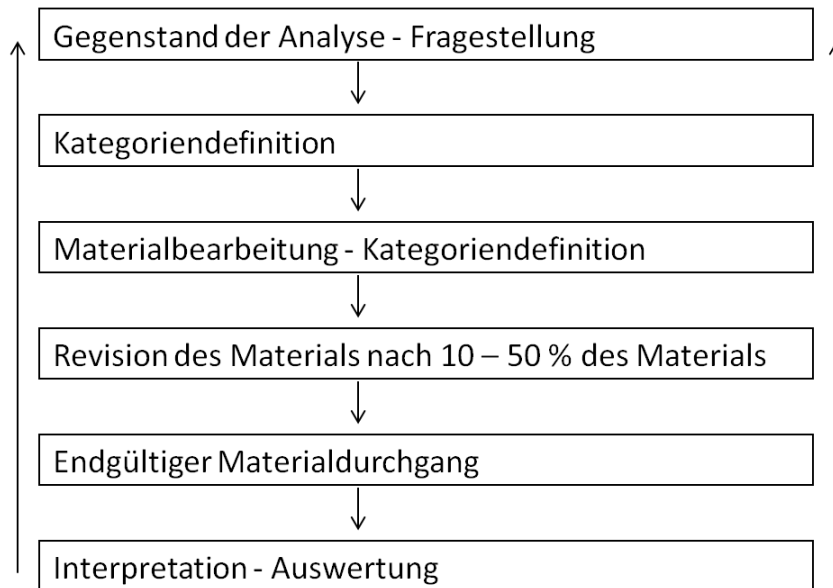 Gegenstand der Analyse - Fragestellung
Kategoriendefinition
Materialbearbeitung - Kategoriendefinition
Revision des Materials nach 10 – 50 % des Materials
Endgültiger Materialdurchgang
Interpretation - Auswertung